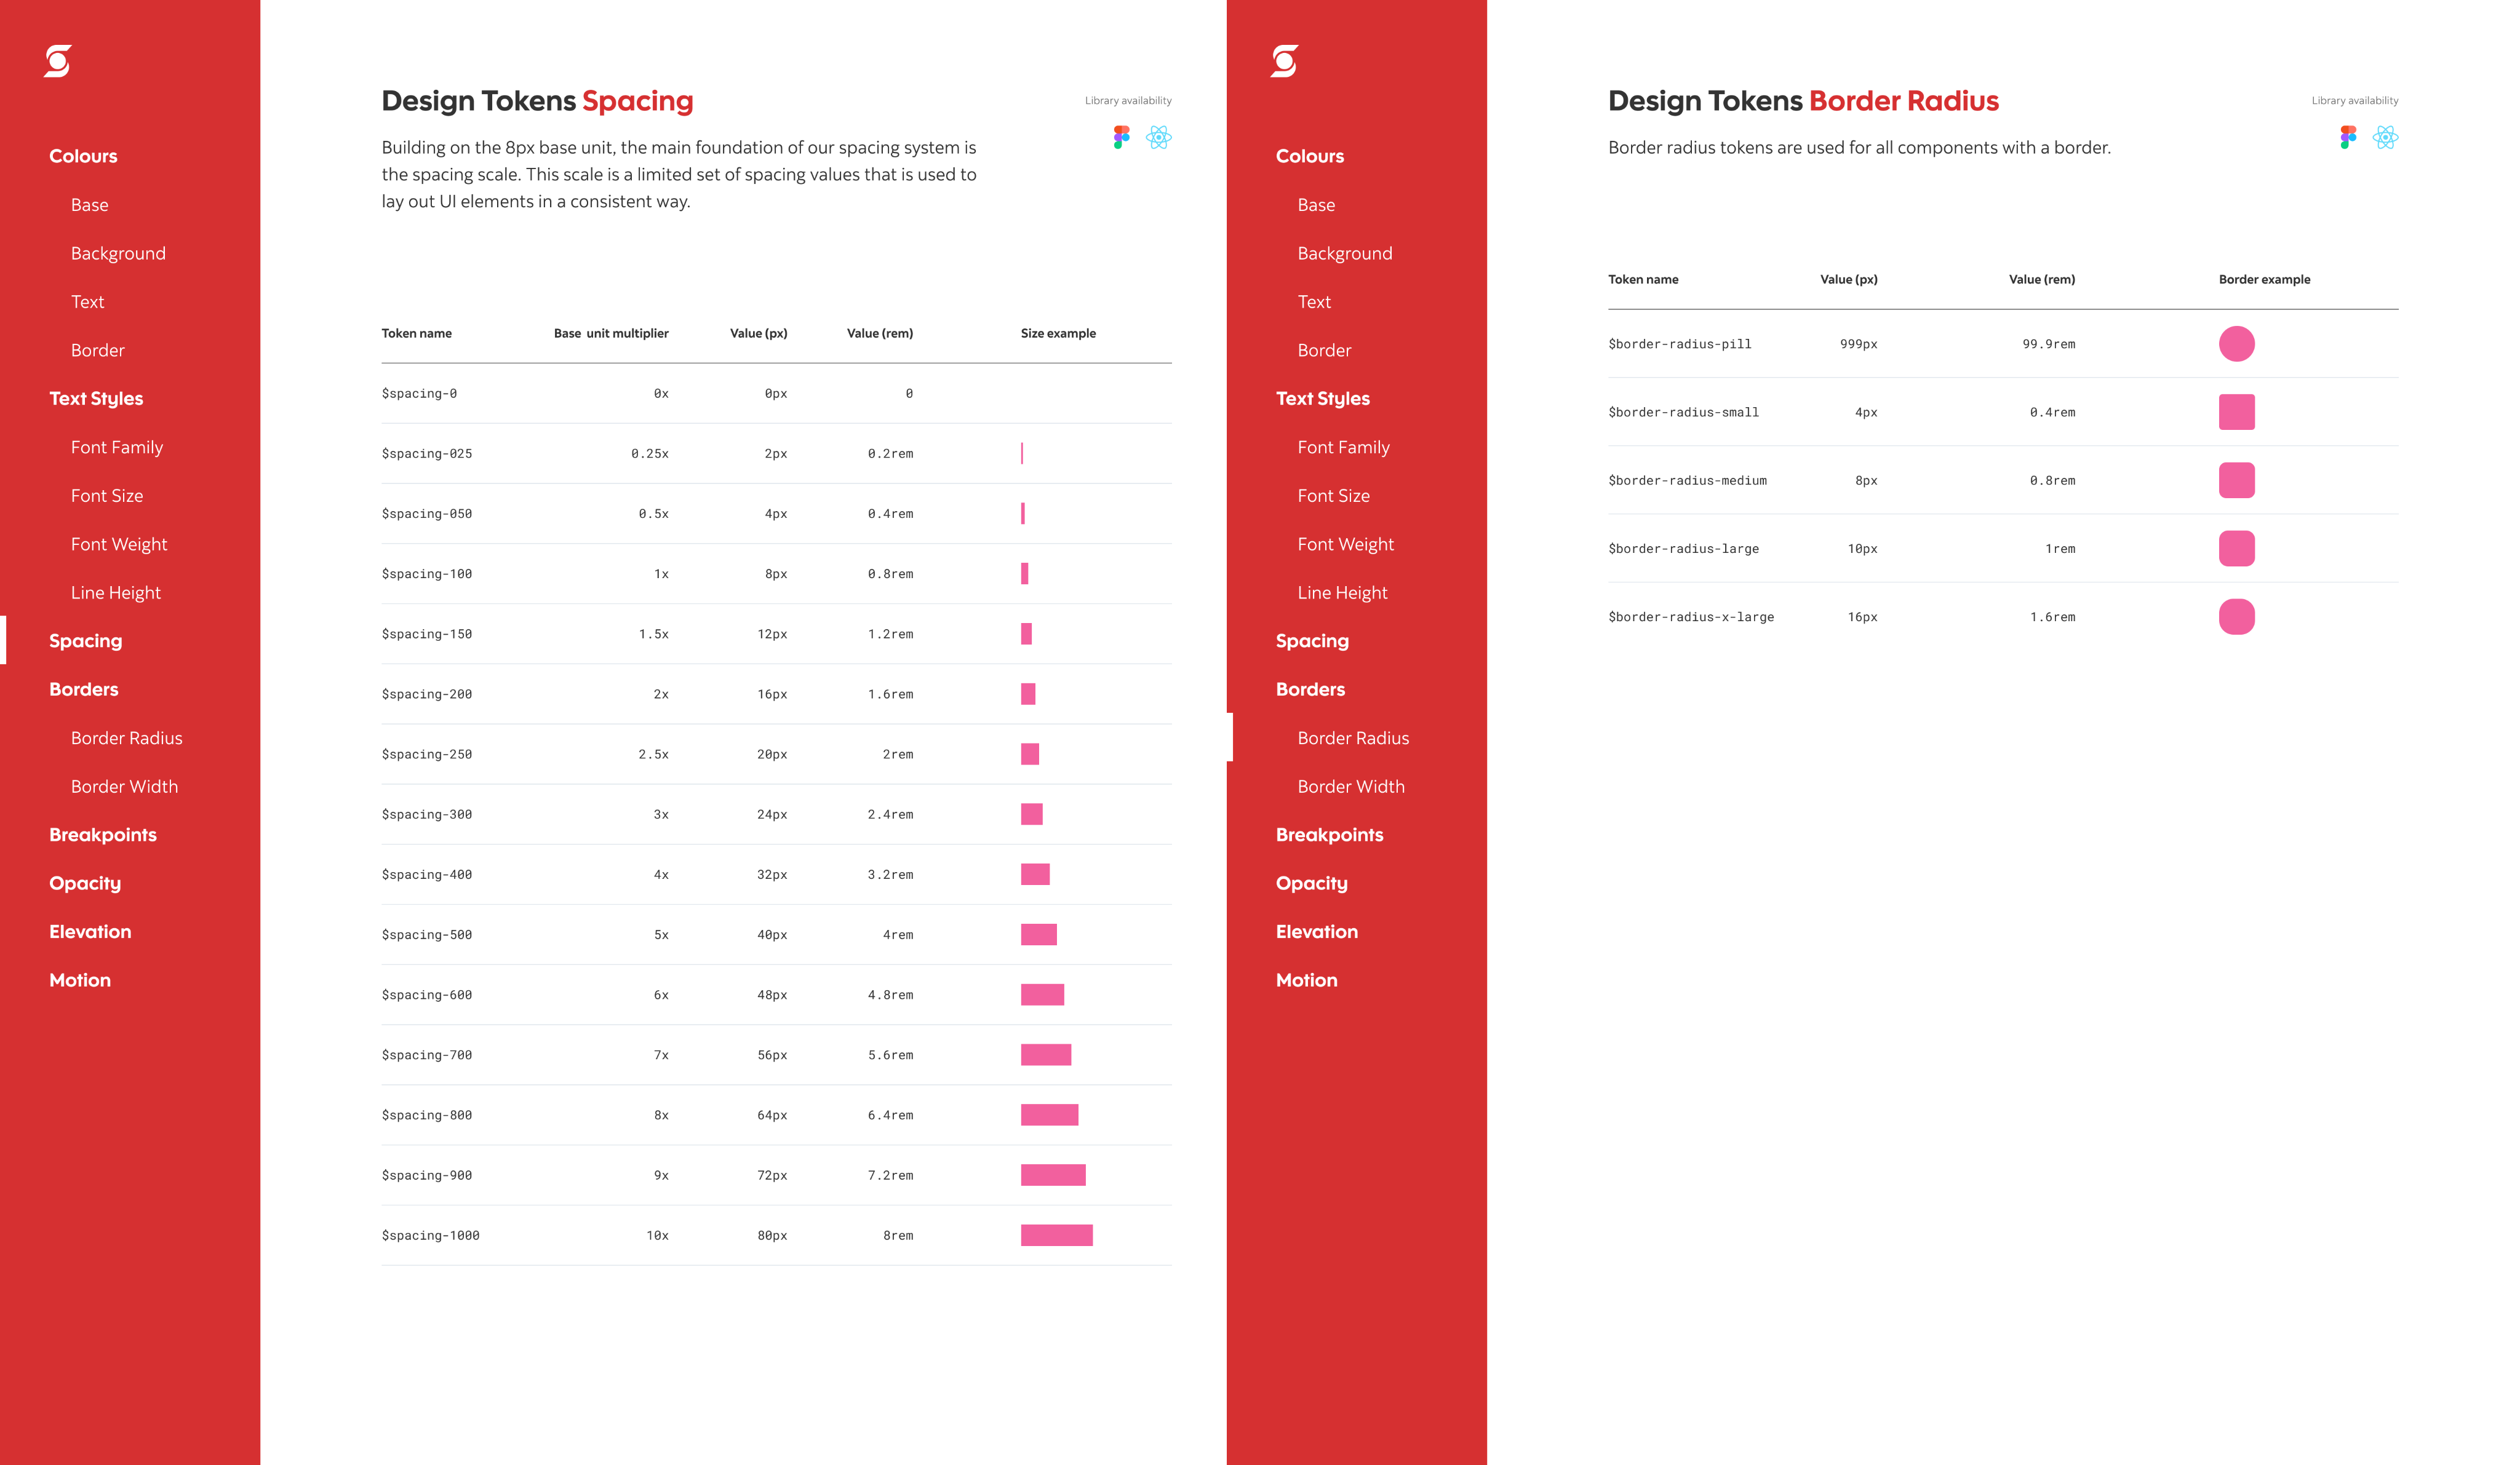 Colours
Base
Background
Text
Border
Text Styles
Font Family
Font Size
Font Weight
Line Height
Spacing
Borders
Border Radius
Border Width
Breakpoints
Opacity
Elevation
Motion
Design Tokens Spacing
Library availability
Building on the 8px base unit, the main foundation of our spacing system is
the spacing scale. This scale is a limited set of spacing values that is used to
lay out UI elements in a consistent way.
Token name Base unit multiplier Value (px) Value (rem) Size example
$spacing-0 0x 0px 0
$spacing-025 0.25x 2px 0.2rem
$spacing-050 0.5x 4px 0.4rem
$spacing-100 1x 8px 0.8rem
$spacing-150 1.5x 12px 1.2rem
$spacing-200 2x 16px 1.6rem
$spacing-250 2.5x 20px 2rem
$spacing-300 3x 24px 2.4rem
$spacing-400 4x 32px 3.2rem
$spacing-500 5x 40px 4rem
$spacing-600 6x 48px 4.8rem
$spacing-700 7x 56px 5.6rem
$spacing-800 8x 64px 6.4rem
$spacing-900 9x 72px 7.2rem
$spacing-1000 10x 80px 8rem
Colours
Base
Background
Text
Border
Text Styles
Font Family
Font Size
Font Weight
Line Height
Spacing
Borders
Border Radius
Border Width
Breakpoints
Opacity
Elevation
Motion
Design Tokens Border Radius
Library availability
Border radius tokens are used for all components with a border.
Token name Value (px) Value (rem) Border example
$border-radius-pill 999px 99.9rem
$border-radius-small 4px 0.4rem
$border-radius-medium 8px 0.8rem
$border-radius-large 10px 1rem
$border-radius-x-large 16px 1.6rem